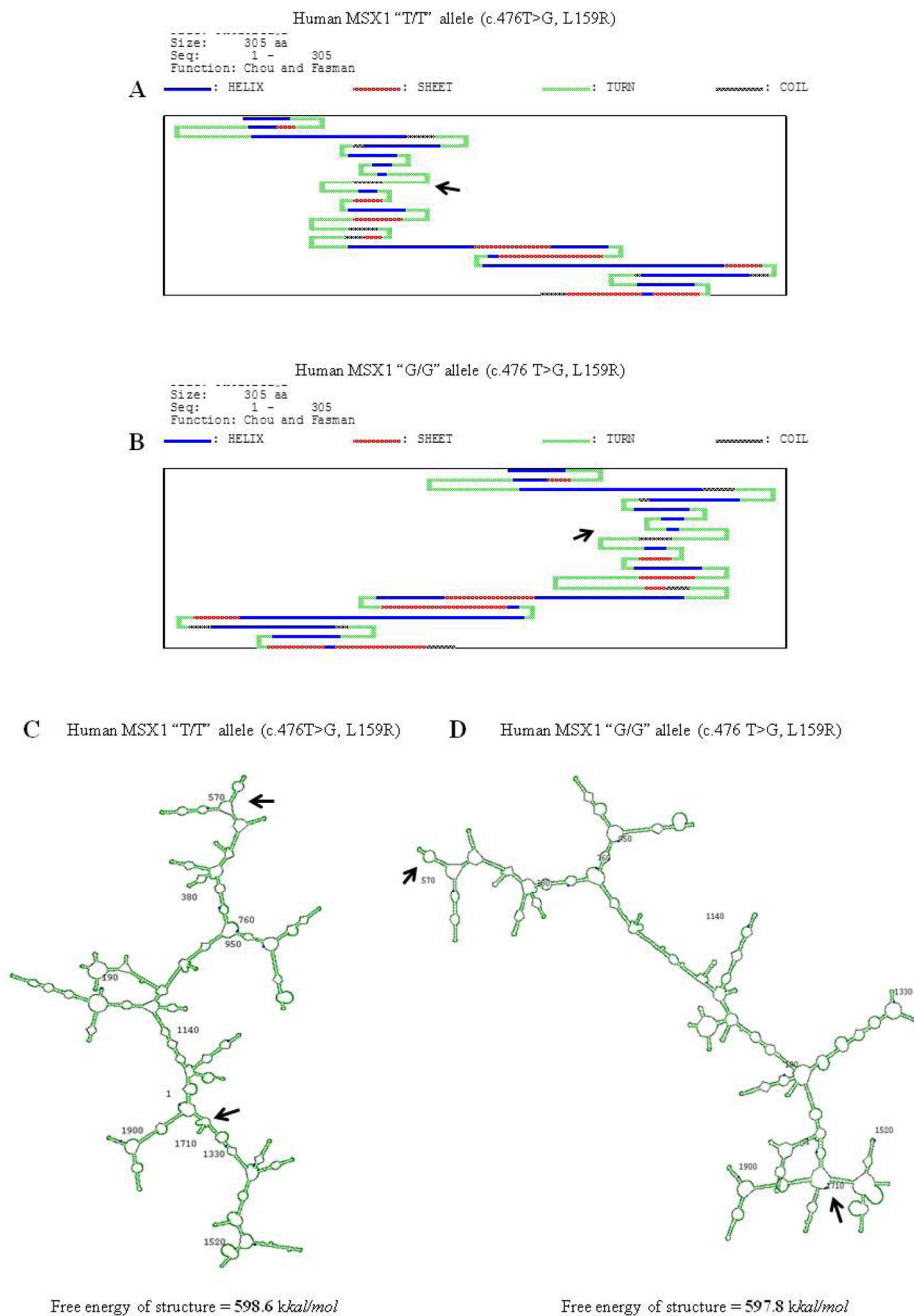 Human MSX1 “T/T” allele (c.476T>G, L159R)
Size: 305 aa
Seq: 1 - 305
Function: Chou and Fasman
A
: HELIX : SHEET : TURN : COIL
Human MSX1 “G/G” allele (c.476 T>G, L159R)
Size: 305 aa
Seq: 1 - 305
Function: Chou and Fasman
B
: HELIX : SHEET : TURN : COIL
C Human MSX1 “T/T” allele (c.476T>G, L159R)
D Human MSX1 “G/G” allele (c.476 T>G, L159R)
570
380
760
950
190
1140
1
1900
1710
1330
1520
950
760
570
380
1140
1330
190
1
1520
1900
1710
Free energy of structure = 598.6 kkal/mol
Free energy of structure = 597.8 kkal/mol